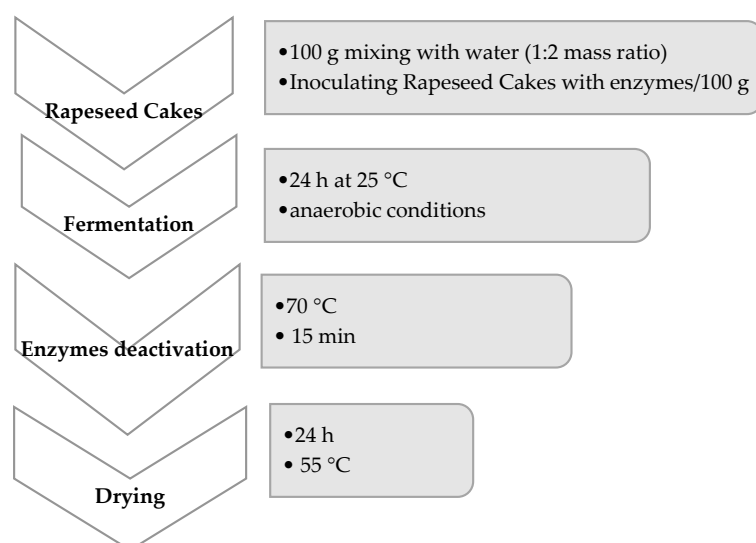 •100 g mixing with water (1:2 mass ratio)
•Inoculating Rapeseed Cakes with enzymes/100 g
Rapeseed Cakes
•24 h at 25 °C
•anaerobic conditions
Fermentation
•70 °C
• 15 min
Enzymes deactivation
•24 h
• 55 °C
Drying